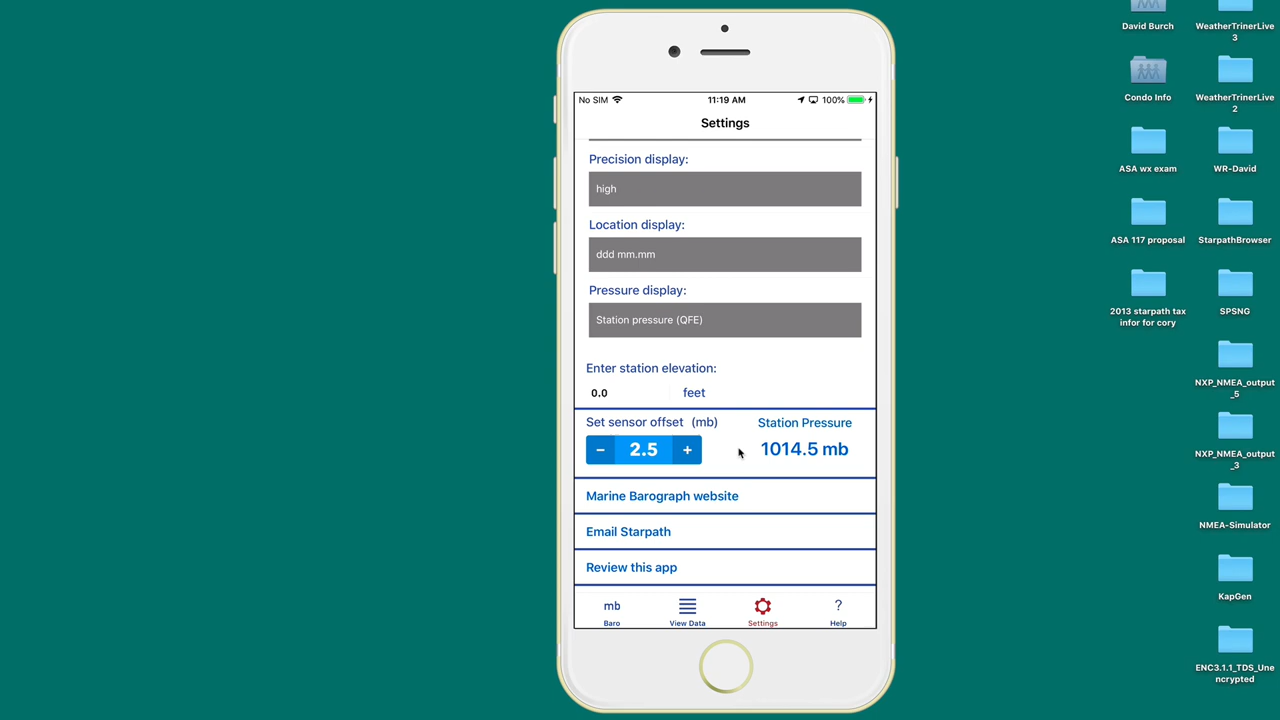 No SIM
11:19 AM
100%
Settings
Precision display:
high
Location display:
ddd mm.mm
Pressure display:
Station pressure (QFE)
Enter station elevation:
0.0 feet
Set sensor offset (mb)
Station Pressure
− 2.5 +
1014.5 mb
Marine Barograph website
Email Starpath
Review this app
mb
Baro
View Data
Settings
?
Help
David Burch
Condo Info
ASA wx exam
ASA 117 proposal
2013 starpath tax
infor for cory
WeatherTrinerLive
3
WeatherTrinerLive
2
WR-David
StarpathBrowser
SPSNG
NXP_NMEA_output
_5
NXP_NMEA_output
_3
NMEA-Simulator
KapGen
ENC3.1.1_TDS_Une
ncrypted